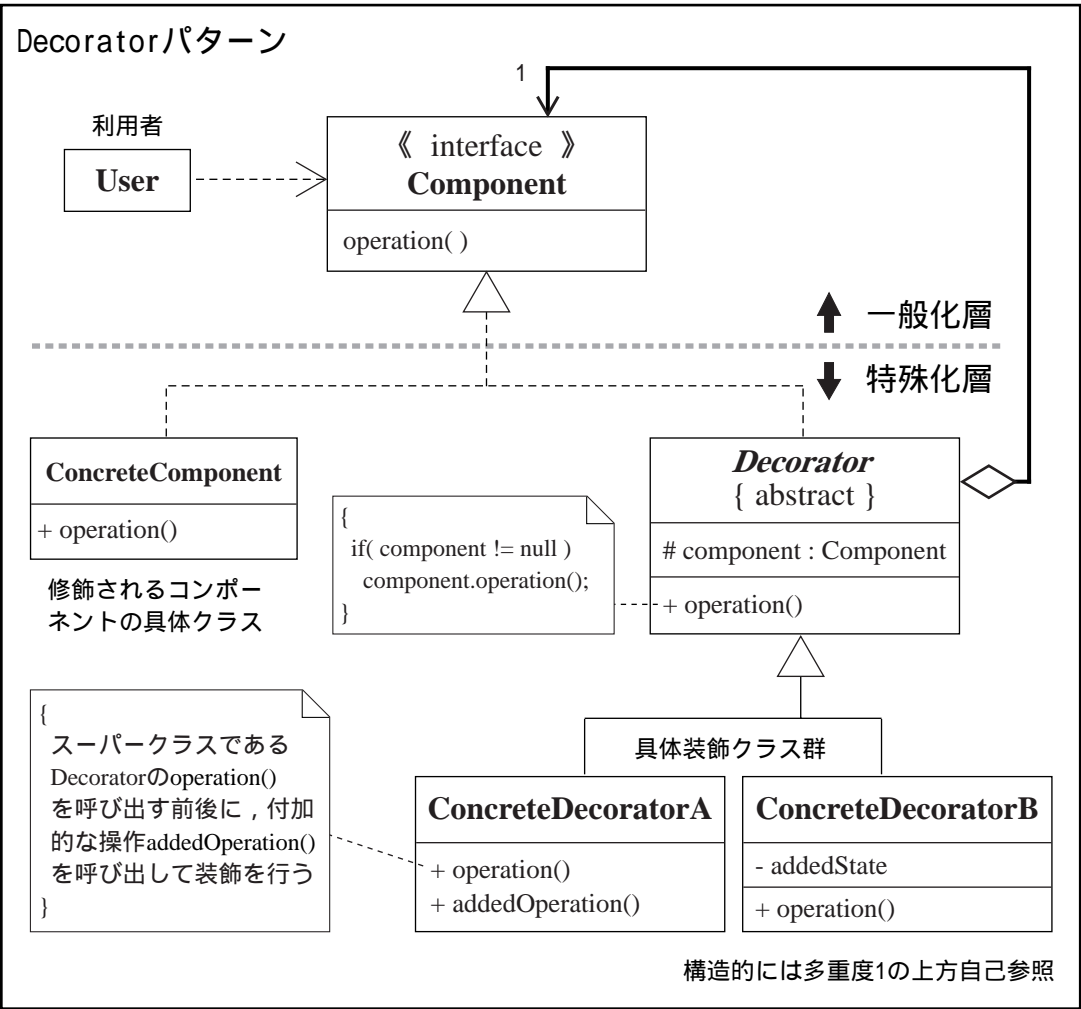 Decoratorパターン
1
利用者
User
《 interface 》
Component
operation( )
一般化層
特殊化層
ConcreteComponent
+ operation()
修飾されるコンポー
ネントの具体クラス
{
if( component != null )
component.operation();
}
Decorator
{ abstract }
# component : Component
+ operation()
{
スーパークラスである
Decoratorのoperation()
を呼び出す前後に，付加
的な操作addedOperation()
を呼び出して装飾を行う
}
具体装飾クラス群
ConcreteDecoratorA
+ operation()
+ addedOperation()
ConcreteDecoratorB
- addedState
+ operation()
構造的には多重度1の上方自己参照